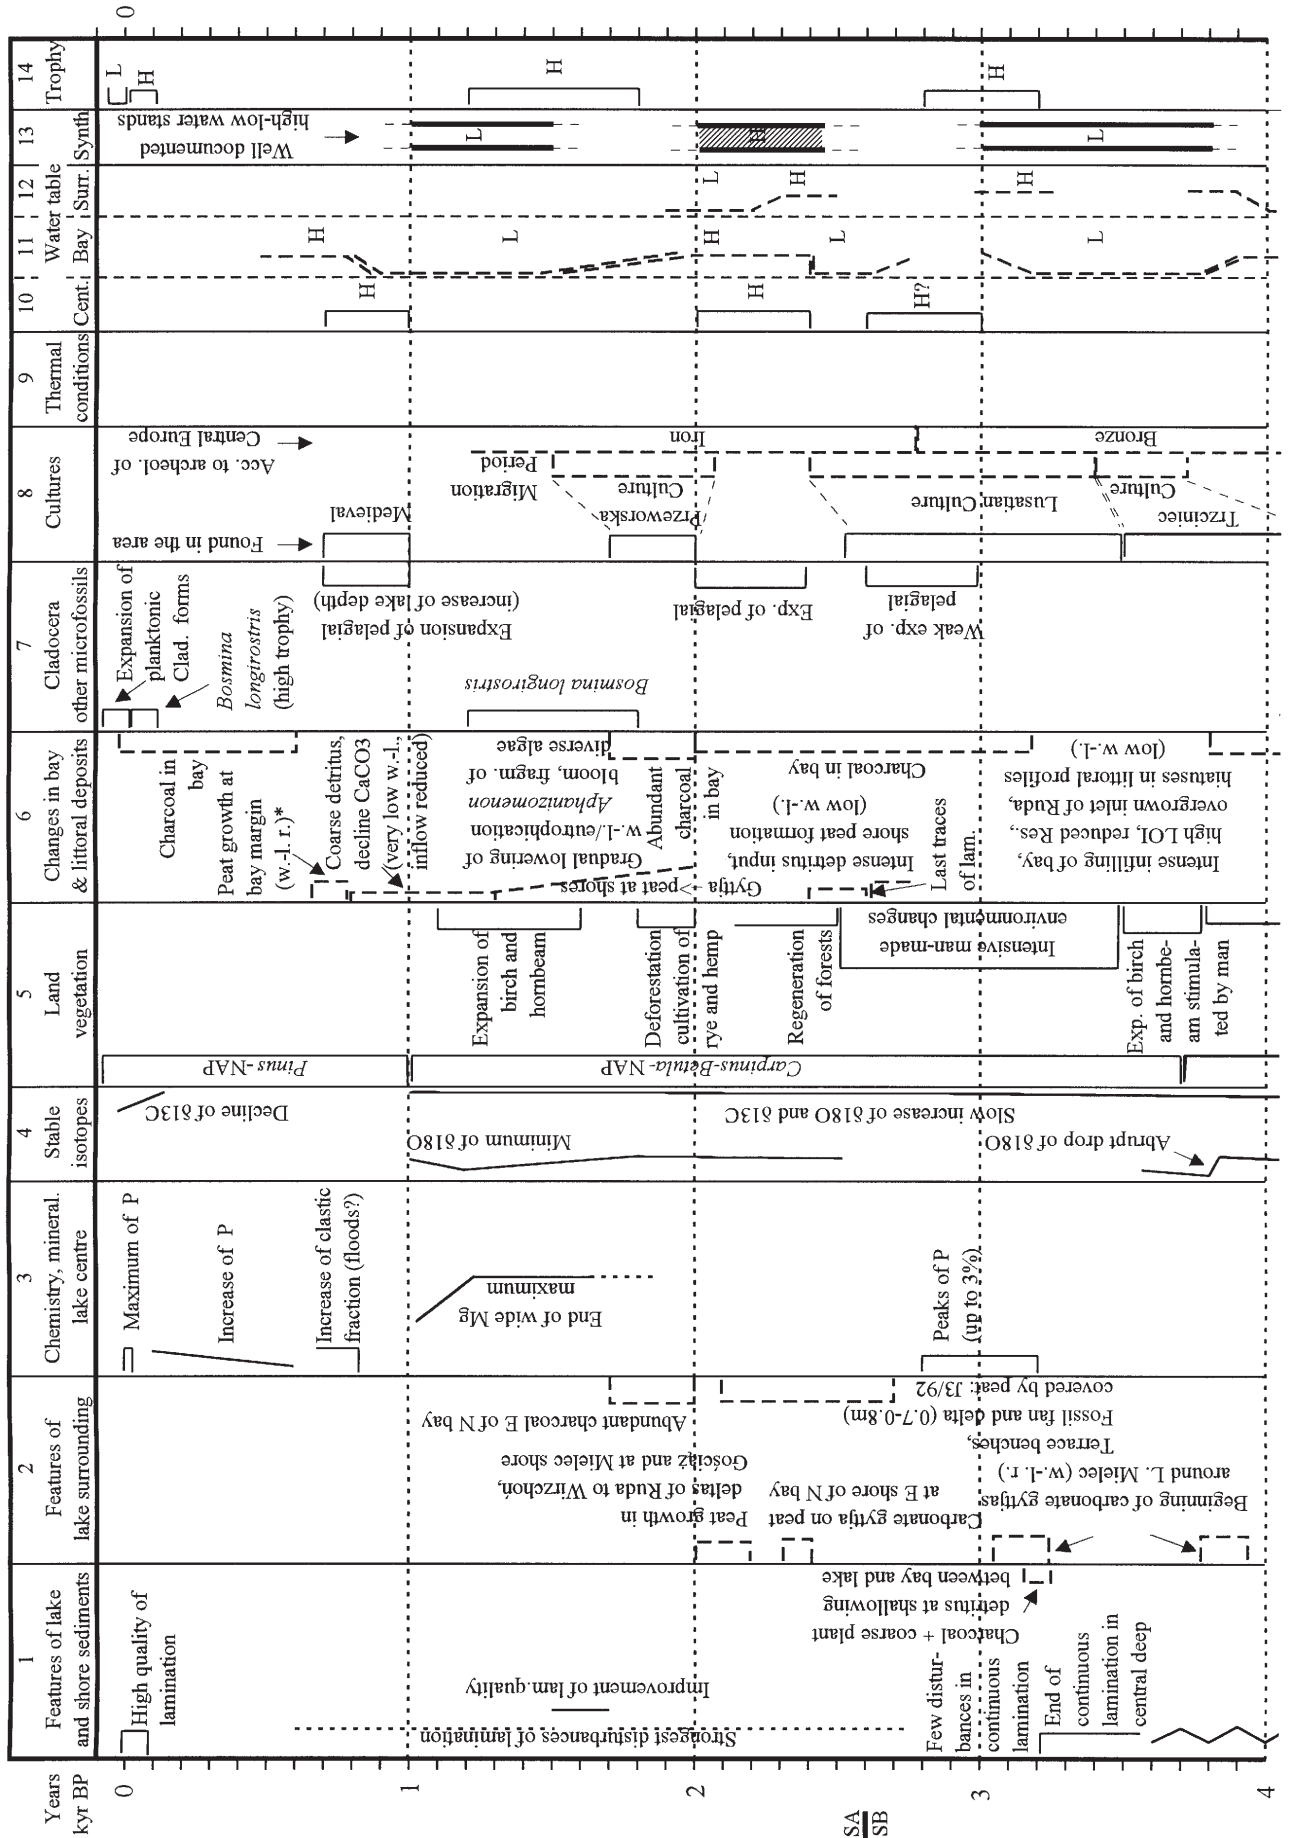 Years
kyr BP
0
1
2
3
4
SA
SB
1
Features of lake
and shore sediments
High quality of
lamination
Strongest disturbances of lamination
Improvement of lam.quality
Few distur-
bances in
continuous
lamination
End of
continuous
lamination in
central deep
Charcoal + coarse plant
detritus at shallowing
between bay and lake
2
Features of
lake surrounding
Abundant charcoal E of N bay
Peat growth in
deltas of Ruda to Wirzchoń,
Gościąż and at Mielec shore
Carbonate gyttja on peat
at E shore of N bay
Beginning of carbonate gyttjas
around L. Mielec (w.-l. r.)
Terrace benches,
Fossil fan and delta (0.7-0.8m)
covered by peat: J3/92
3
Chemistry, mineral.
lake centre
Maximum of P
Increase of P
Increase of clastic
fraction (floods?)
End of wide Mg
maximum
Peaks of P
(up to 3%)
4
Stable
isotopes
Decline of δ13C
Minimum of δ18O
Slow increase of δ18O and δ13C
Abrupt drop of δ18O
5
Land
vegetation
Pinus-NAP
Carpinus-Betula-NAP
Expansion of
birch and
hornbeam
Deforestation
cultivation of
rye and hemp
Regeneration
of forests
Intensive man-made
environmental changes
Exp. of birch
and hornbe-
am stimula-
ted by man
6
Changes in bay
& littoral deposits
Charcoal in
bay
Peat growth at
bay margin
(w.-l. r.)*
Coarse detritus,
decline CaCO3
(very low w.-l.,
inflow reduced)
Gradual lowering of
w.-l./eutrophication
Aphanizomenon
bloom, fragm. of
diverse algae
Gyttja -> peat at shores
Abundant
charcoal
in bay
Intense detritus input,
shore peat formation
(low w.-l.)
Charcoal in bay
Last traces
of lam.
Intense infilling of bay,
high LOI, reduced Res.,
overgrown inlet of Ruda,
hiatuses in littoral profiles
(low w.-l.)
7
Cladocera
other microfossils
Expansion of
planktonic
Clad. forms
Bosmina
longirostris
(high trophy)
Expansion of pelagial
(increase of lake depth)
Bosmina longirostris
Exp. of pelagial
Weak exp. of
pelagial
8
Cultures
Found in the area
Acc. to archeol. of
Central Europe
Medieval
Migration
Period
Przeworska
Culture
Iron
Lusatian Culture
Trzciniec
Culture
Bronze
9
Thermal
conditions
10
11
12
Water table
Cent.
Bay
Surr.
H
H
H?
H
L
H
L
L
L
H
H
13
Synth
Well documented
high-low water stands
L
H
L
14
Trophy
L
H
H
H
0